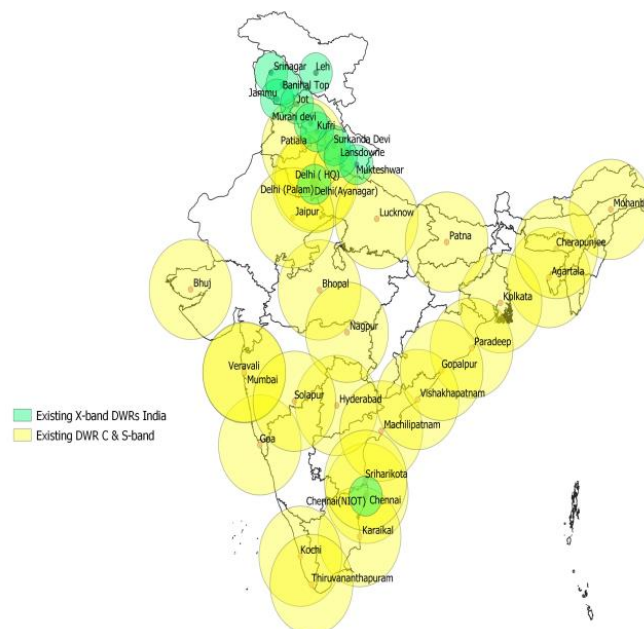 Srinagar
Leh
Banihal Top
Jammu
Jot
Murari devi
Kufri
Surkanda Devi
Patiala
Lansdowne
Delhi ( HQ)
Mukteshwar
Delhi (Palam)
Delhi(Ayanagar)
Jaipur
Lucknow
Mohanb
Patna
Cherapunjee
Agartala
Bhuj
Bhopal
Kolkata
Nagpur
Paradeep
Veravali
Gopalpur
Mumbai
Solapur
Hyderabad
Vishakhapatnam
Existing X-band DWRs India
Existing DWR C & S-band
Machilipatnam
Goa
Sriharikota
Chennai(NIOT)
Chennai
Karaikal
Kochi
Thiruvananthapuram